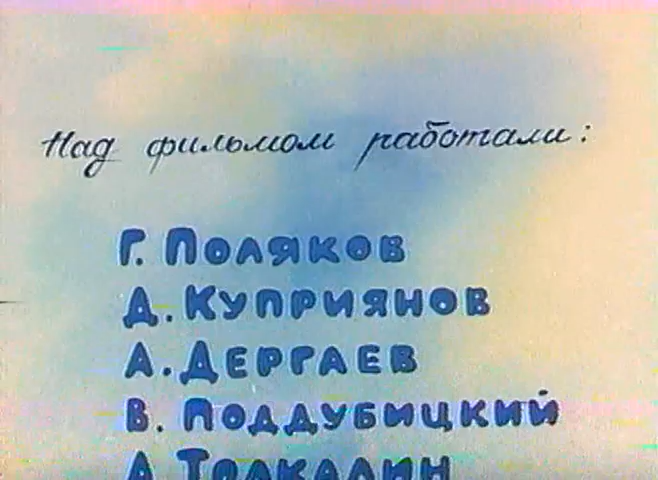 Над фильмом работали:
Г. Поляков
Д. Куприянов
А. Дергаев
В. Поддубицкий
А